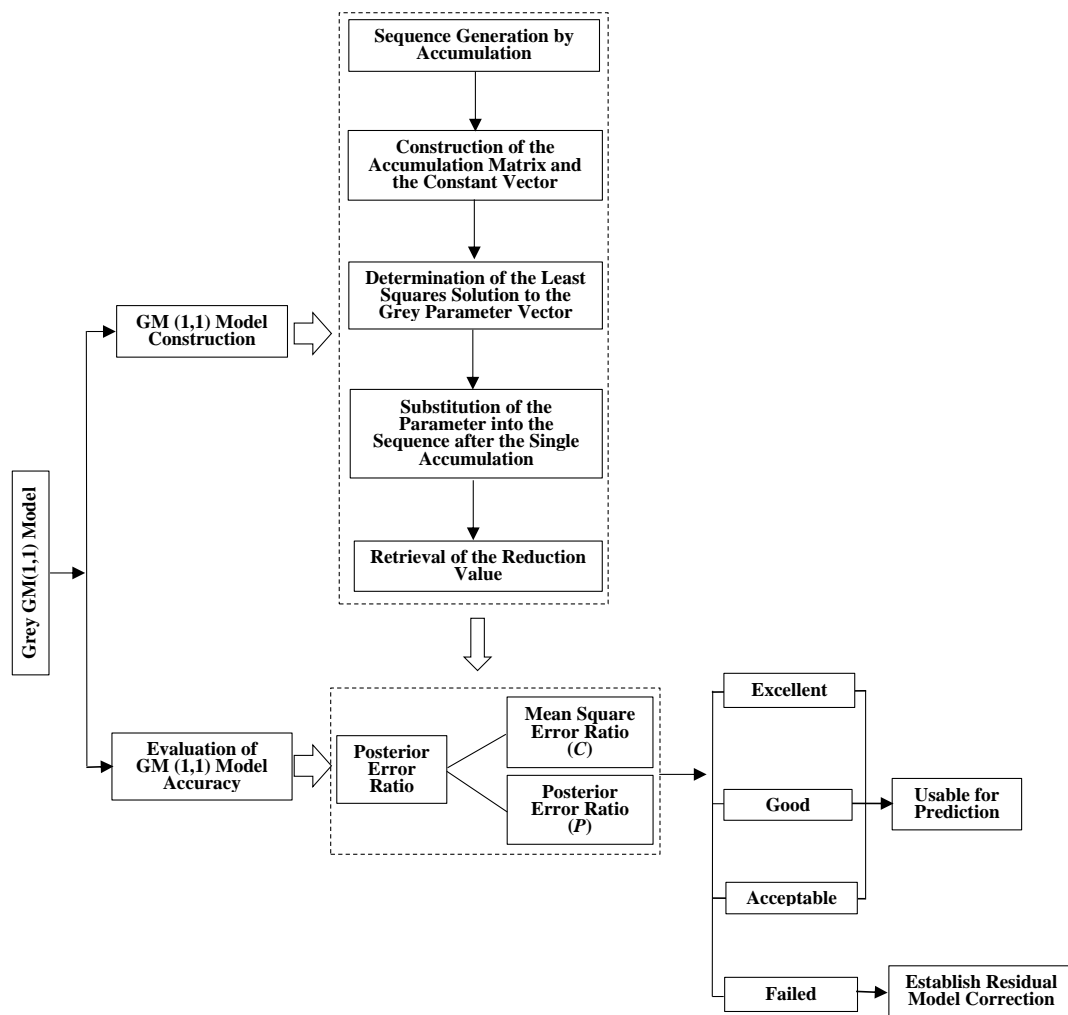 Sequence Generation by
Accumulation
Construction of the
Accumulation Matrix and
the Constant Vector
Determination of the Least
Squares Solution to the
Grey Parameter Vector
GM (1,1) Model
Construction
Substitution of the
Parameter into the
Sequence after the Single
Accumulation
Grey GM(1,1) Model
Retrieval of the Reduction
Value
Evaluation of
GM (1,1) Model
Accuracy
Posterior
Error
Ratio
Mean Square
Error Ratio
(C)
Posterior
Error Ratio
(P)
Excellent
Good
Acceptable
Failed
Usable for
Prediction
Establish Residual
Model Correction